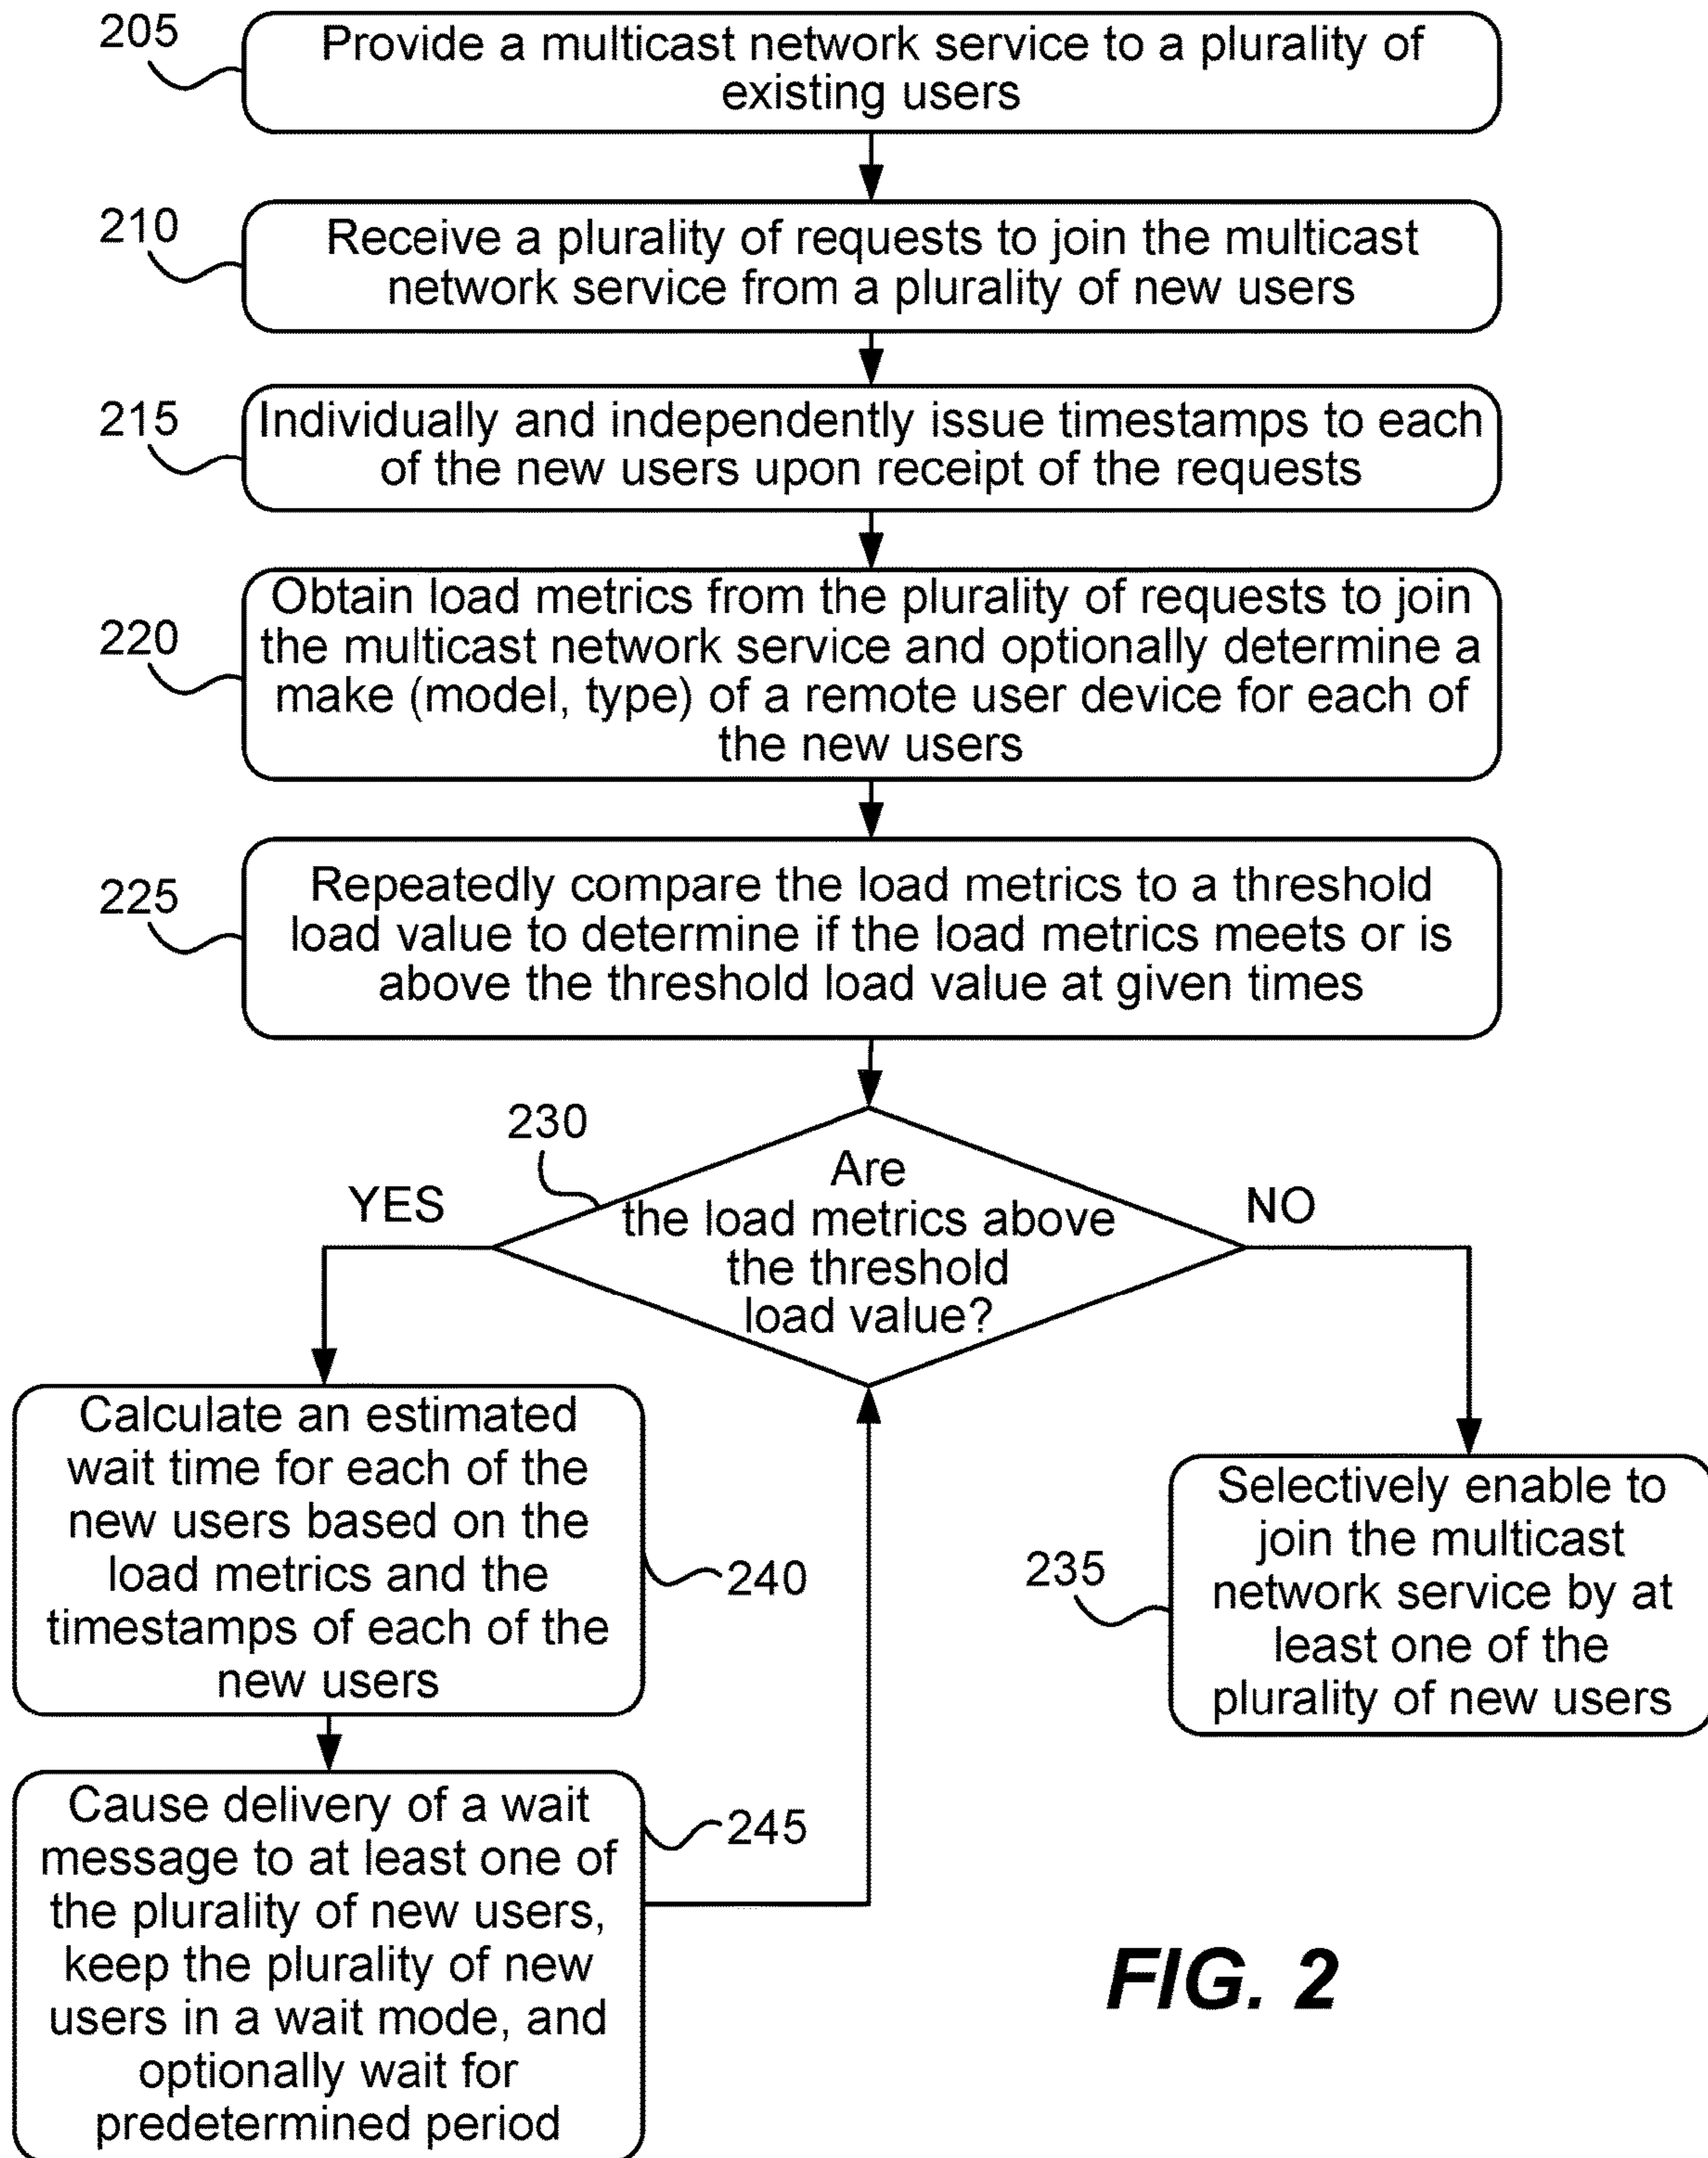 205
Provide a multicast network service to a plurality of
existing users
210
Receive a plurality of requests to join the multicast
network service from a plurality of new users
215
Individually and independently issue timestamps to each
of the new users upon receipt of the requests
220
Obtain load metrics from the plurality of requests to join
the multicast network service and optionally determine a
make (model, type) of a remote user device for each of
the new users
225
Repeatedly compare the load metrics to a threshold
load value to determine if the load metrics meets or is
above the threshold load value at given times
230
Are
the load metrics above
the threshold
load value?
YES
NO
Calculate an estimated
wait time for each of the
new users based on the
load metrics and the
timestamps of each of the
new users
240
235
Selectively enable to
join the multicast
network service by at
least one of the
plurality of new users
Cause delivery of a wait
message to at least one of
the plurality of new users,
keep the plurality of new
users in a wait mode, and
optionally wait for
predetermined period
245
FIG. 2